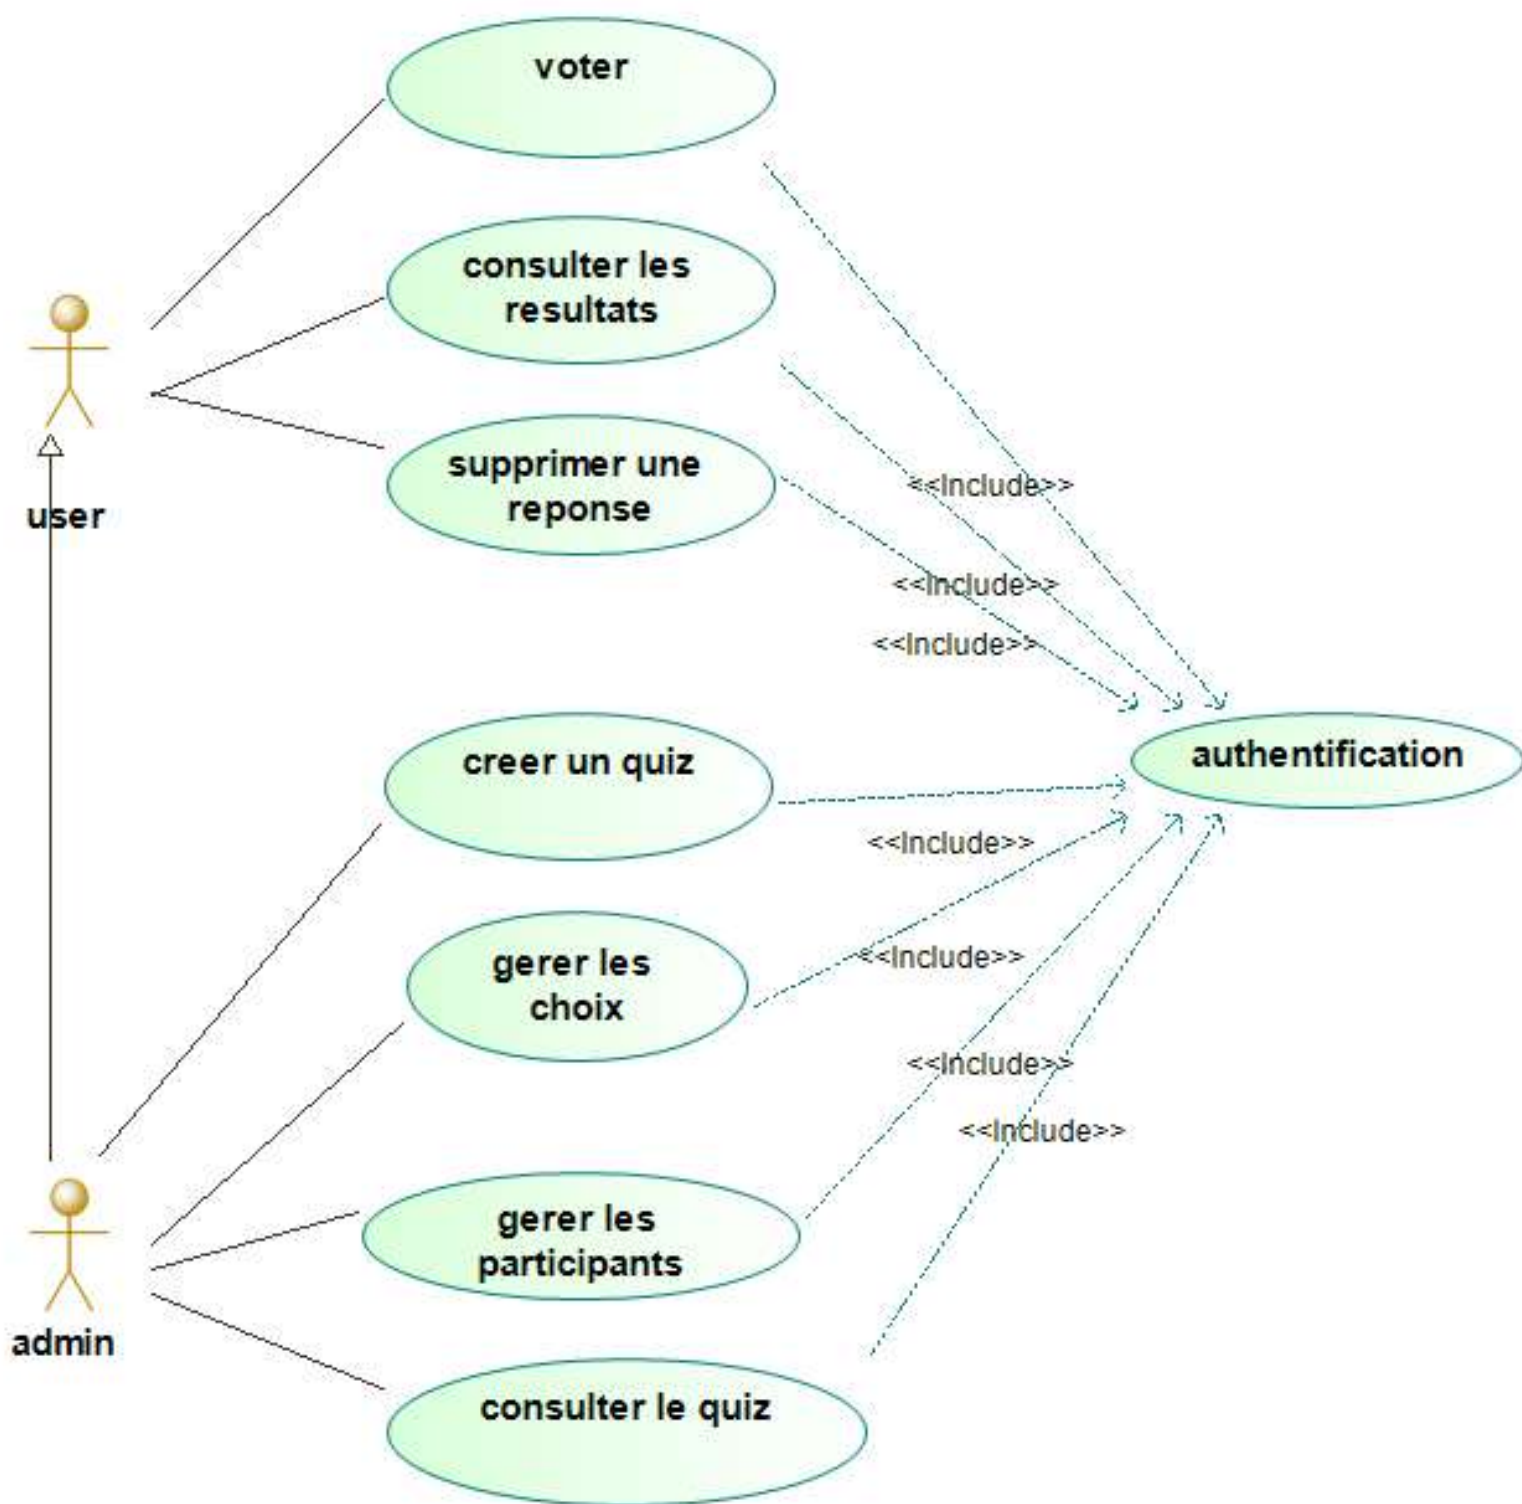 voter
consulter les
resultats
supprimer une
reponse
user
<<Include>>
<<Include>>
<<Include>>
creer un quiz
authentification
<<Include>>
gerer les
choix
<<Include>>
<<Include>>
<<Include>>
gerer les
participants
admin
consulter le quiz